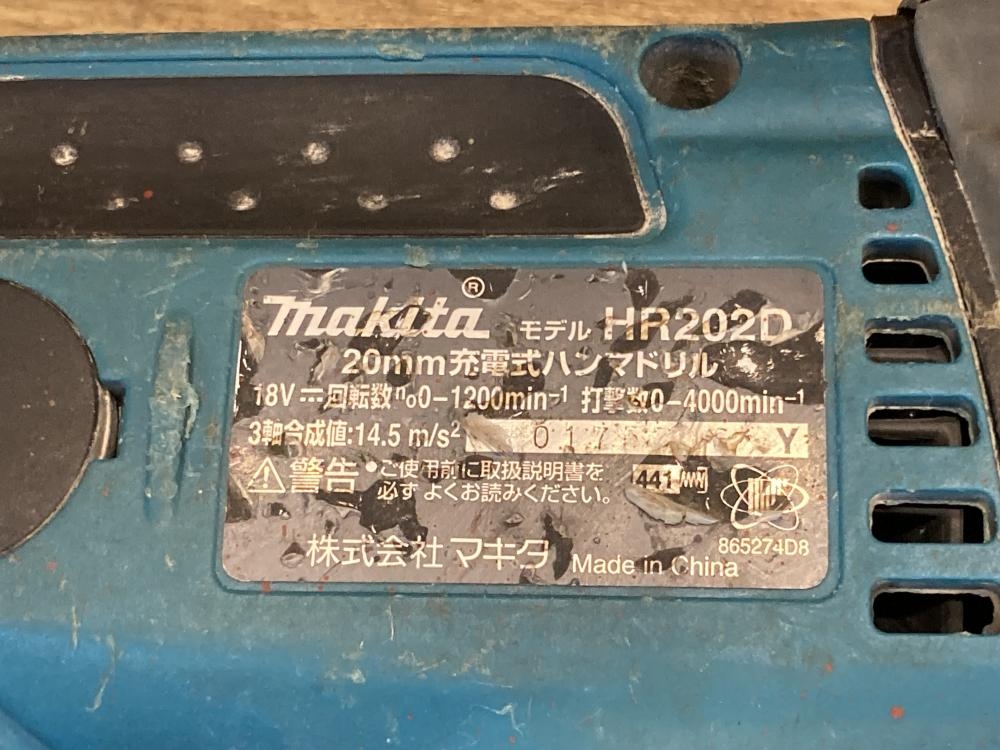 makita®
モデル HR202D
20mm充電式ハンマドリル
18V⎓回転数n₀0-1200min⁻¹ 打撃数0-4000min⁻¹
3軸合成値:14.5 m/s²
Y
⚠警告 •ご使用前に取扱説明書を
必ずよくお読みください。
441
株式会社マキタ Made in China
865274D8